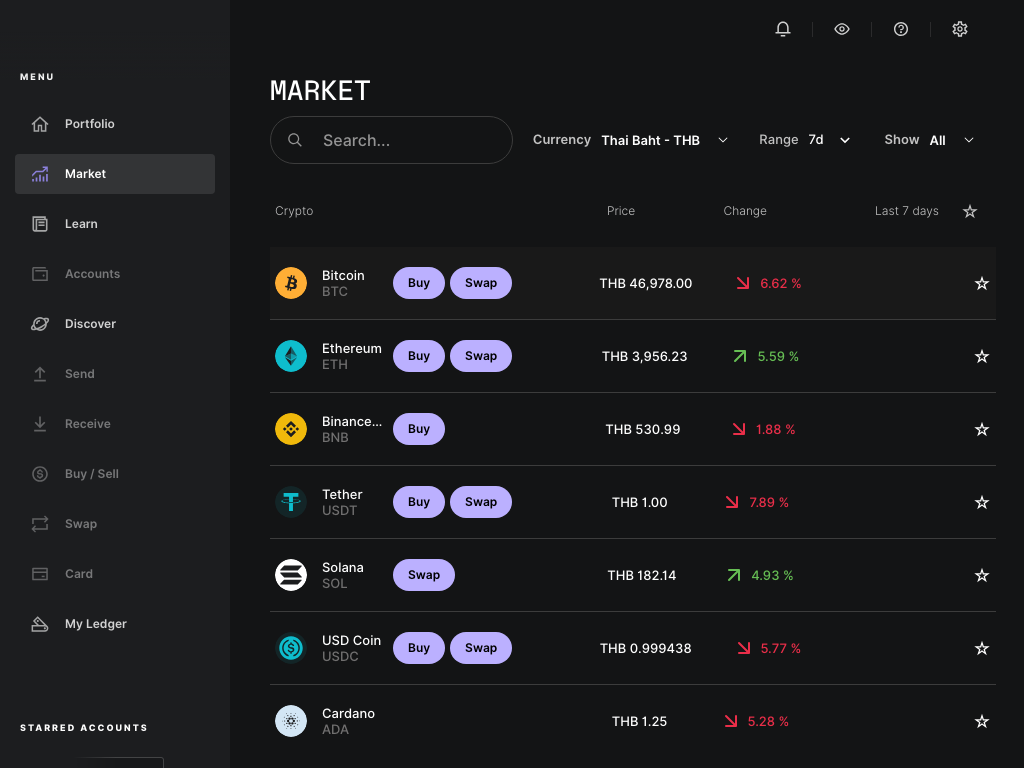 MENU
Portfolio
Market
Learn
Accounts
Discover
Send
Receive
Buy / Sell
Swap
Card
My Ledger
STARRED ACCOUNTS
MARKET
Search...
Currency Thai Baht - THB
Range 7d
Show All
Crypto Price Change Last 7 days
Bitcoin
BTC
Buy Swap THB 46,978.00 6.62 %
Ethereum
ETH
Buy Swap THB 3,956.23 5.59 %
Binance...
BNB
Buy THB 530.99 1.88 %
Tether
USDT
Buy Swap THB 1.00 7.89 %
Solana
SOL
Swap THB 182.14 4.93 %
USD Coin
USDC
Buy Swap THB 0.999438 5.77 %
Cardano
ADA
THB 1.25 5.28 %